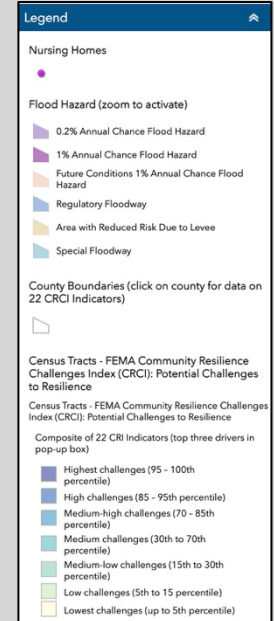 Legend
Nursing Homes
Flood Hazard (zoom to activate)
0.2% Annual Chance Flood Hazard
1% Annual Chance Flood Hazard
Future Conditions 1% Annual Chance Flood
Hazard
Regulatory Floodway
Area with Reduced Risk Due to Levee
Special Floodway
County Boundaries (click on county for data on
22 CRCI Indicators)
Census Tracts - FEMA Community Resilience
Challenges Index (CRCI): Potential Challenges
to Resilience
Census Tracts - FEMA Community Resilience Challenges
Index (CRCI): Potential Challenges to Resilience
Composite of 22 CRI Indicators (top three drivers in
pop-up box)
Highest challenges (95 - 100th
percentile)
High challenges (85 - 95th percentile)
Medium-high challenges (70 - 85th
percentile)
Medium challenges (30th to 70th
percentile)
Medium-low challenges (15th to 30th
percentile)
Low challenges (5th to 15 percentile)
Lowest challenges (up to 5th percentile)